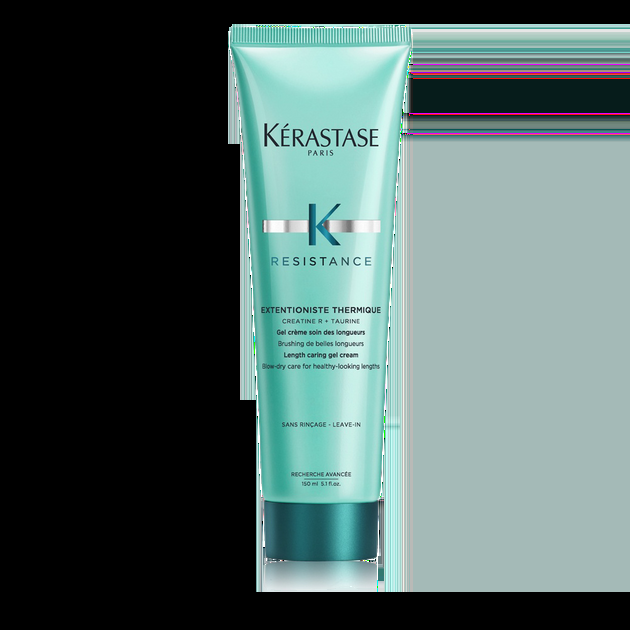 KÉRASTASE
PARIS
K
RESISTANCE
EXTENTIONISTE THERMIQUE
CREATINE R + TAURINE
Gel crème soin des longueurs
Brushing de belles longueurs
Length caring gel cream
Blow-dry care for healthy-looking lengths
SANS RINÇAGE - LEAVE-IN
RECHERCHE AVANCÉE
150 ml 5.1 fl.oz.